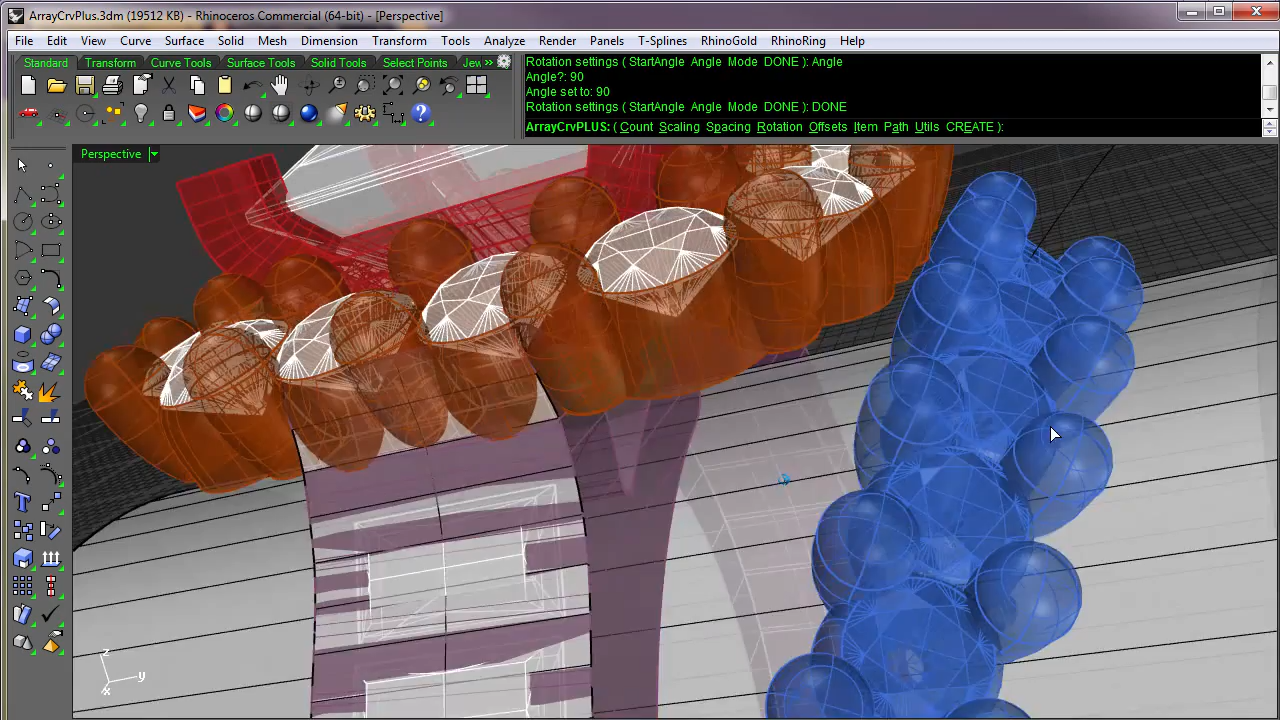 ArrayCrvPlus.3dm (19512 KB) - Rhinoceros Commercial (64-bit) - [Perspective]
File Edit View Curve Surface Solid Mesh Dimension Transform Tools Analyze Render Panels T-Splines RhinoGold RhinoRing Help
Standard Transform Curve Tools Surface Tools Solid Tools Select Points Jew »
Rotation settings ( StartAngle Angle Mode DONE ): Angle
Angle?: 90
Angle set to: 90
Rotation settings ( StartAngle Angle Mode DONE ): DONE
ArrayCrvPLUS: ( Count Scaling Spacing Rotation Offsets Item Path Utils CREATE ):
Perspective
z
y
x